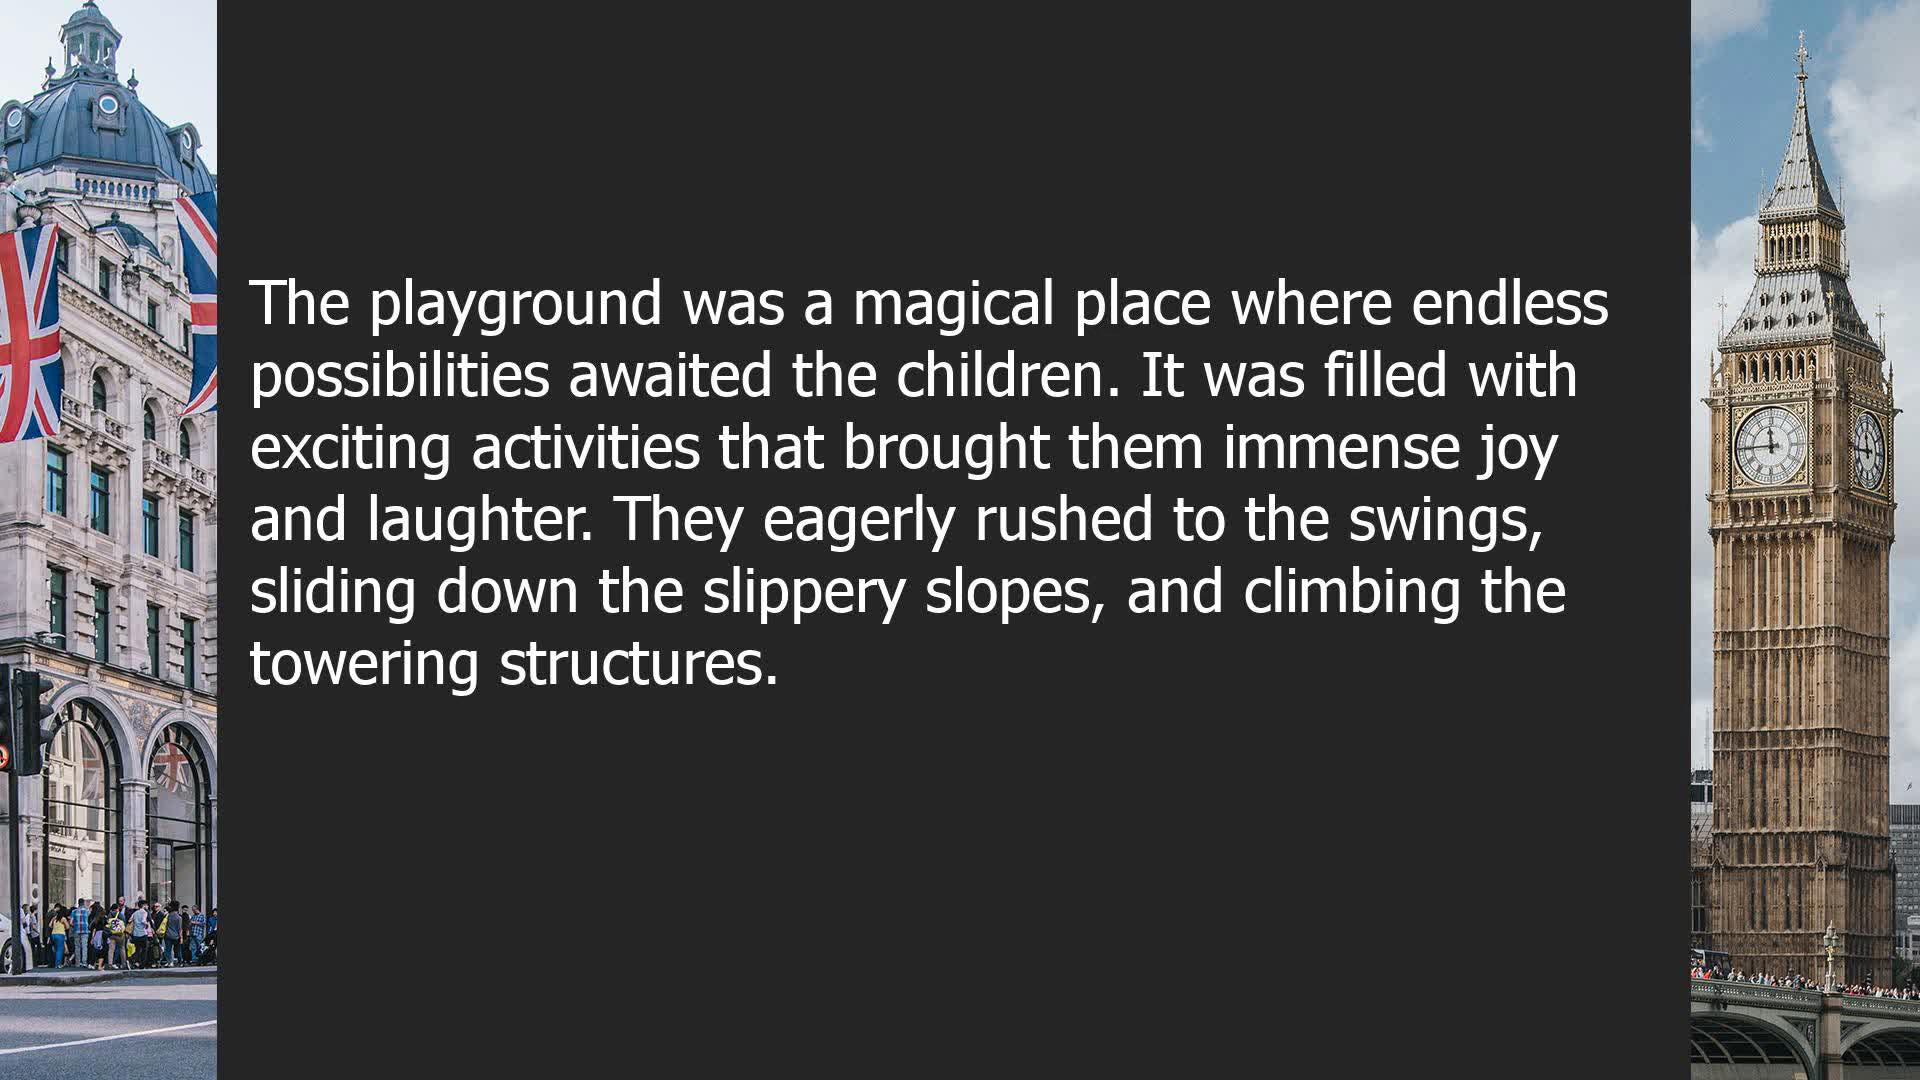 The playground was a magical place where endless
possibilities awaited the children. It was filled with
exciting activities that brought them immense joy
and laughter. They eagerly rushed to the swings,
sliding down the slippery slopes, and climbing the
towering structures.